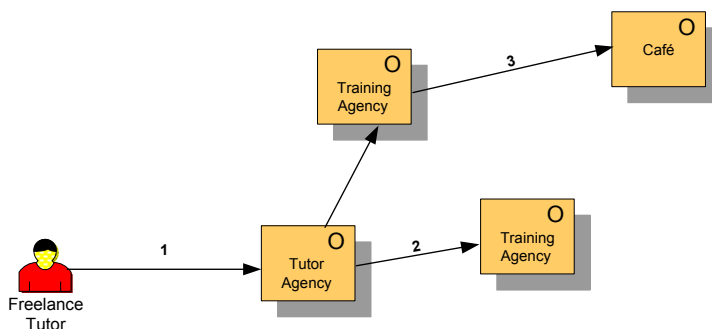 O
Café
3
O
Training
Agency
O
Training
Agency
1
O
Tutor
Agency
2
Freelance
Tutor